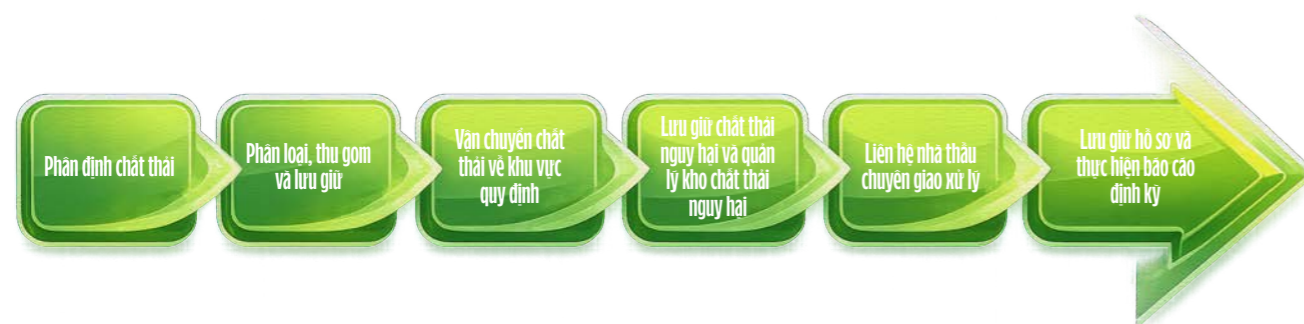 Phân định chất thải
Phân loại, thu gom
và lưu giữ
Vận chuyển chất
thải về khu vực
quy định
Lưu giữ chất thải
nguy hại và quản
lý kho chất thải
nguy hại
Liên hệ nhà thầu
chuyên giao xử lý
Lưu giữ hồ sơ và
thực hiện báo cáo
định kỳ